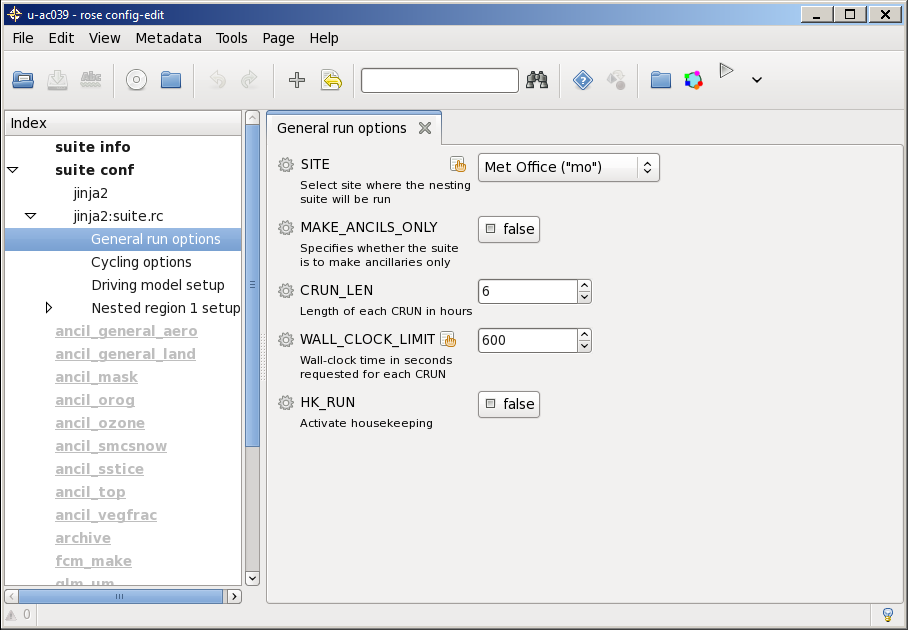 u-ac039 - rose config-edit
File Edit View Metadata Tools Page Help
Abc
Index
suite info
suite conf
jinja2
jinja2:suite.rc
General run options
Cycling options
Driving model setup
Nested region 1 setup
ancil_general_aero
ancil_general_land
ancil_mask
ancil_orog
ancil_ozone
ancil_smcsnow
ancil_sstice
ancil_top
ancil_vegfrac
archive
fcm_make
glm_um
General run options
SITE
Met Office ("mo")
Select site where the nesting
suite will be run
MAKE_ANCILS_ONLY
false
Specifies whether the suite
is to make ancillaries only
CRUN_LEN
6
Length of each CRUN in hours
WALL_CLOCK_LIMIT
600
Wall-clock time in seconds
requested for each CRUN
HK_RUN
false
Activate housekeeping
0